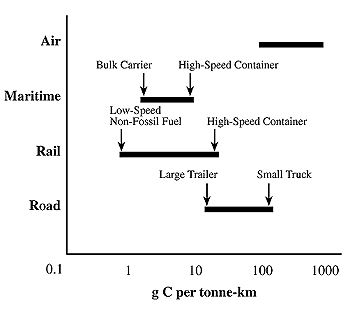 Air
Bulk Carrier
High-Speed Container
Maritime
Low-Speed
Non-Fossil Fuel
High-Speed Container
Rail
Large Trailer
Small Truck
Road
0.1 1 10 100 1000
g C per tonne-km